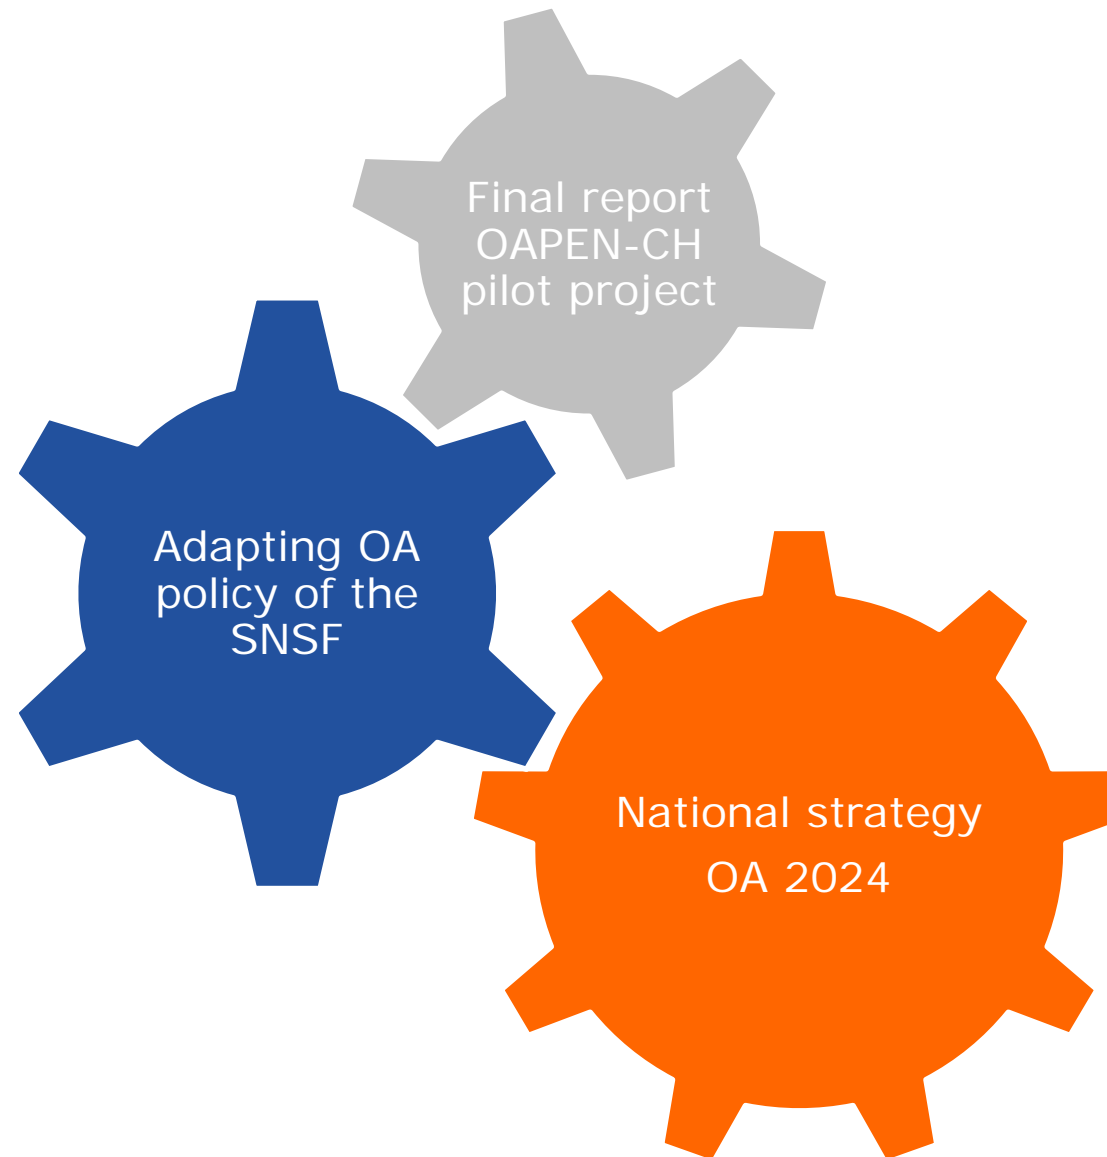 Final report
OAPEN-CH
pilot project
Adapting OA
policy of the
SNSF
National strategy
OA 2024